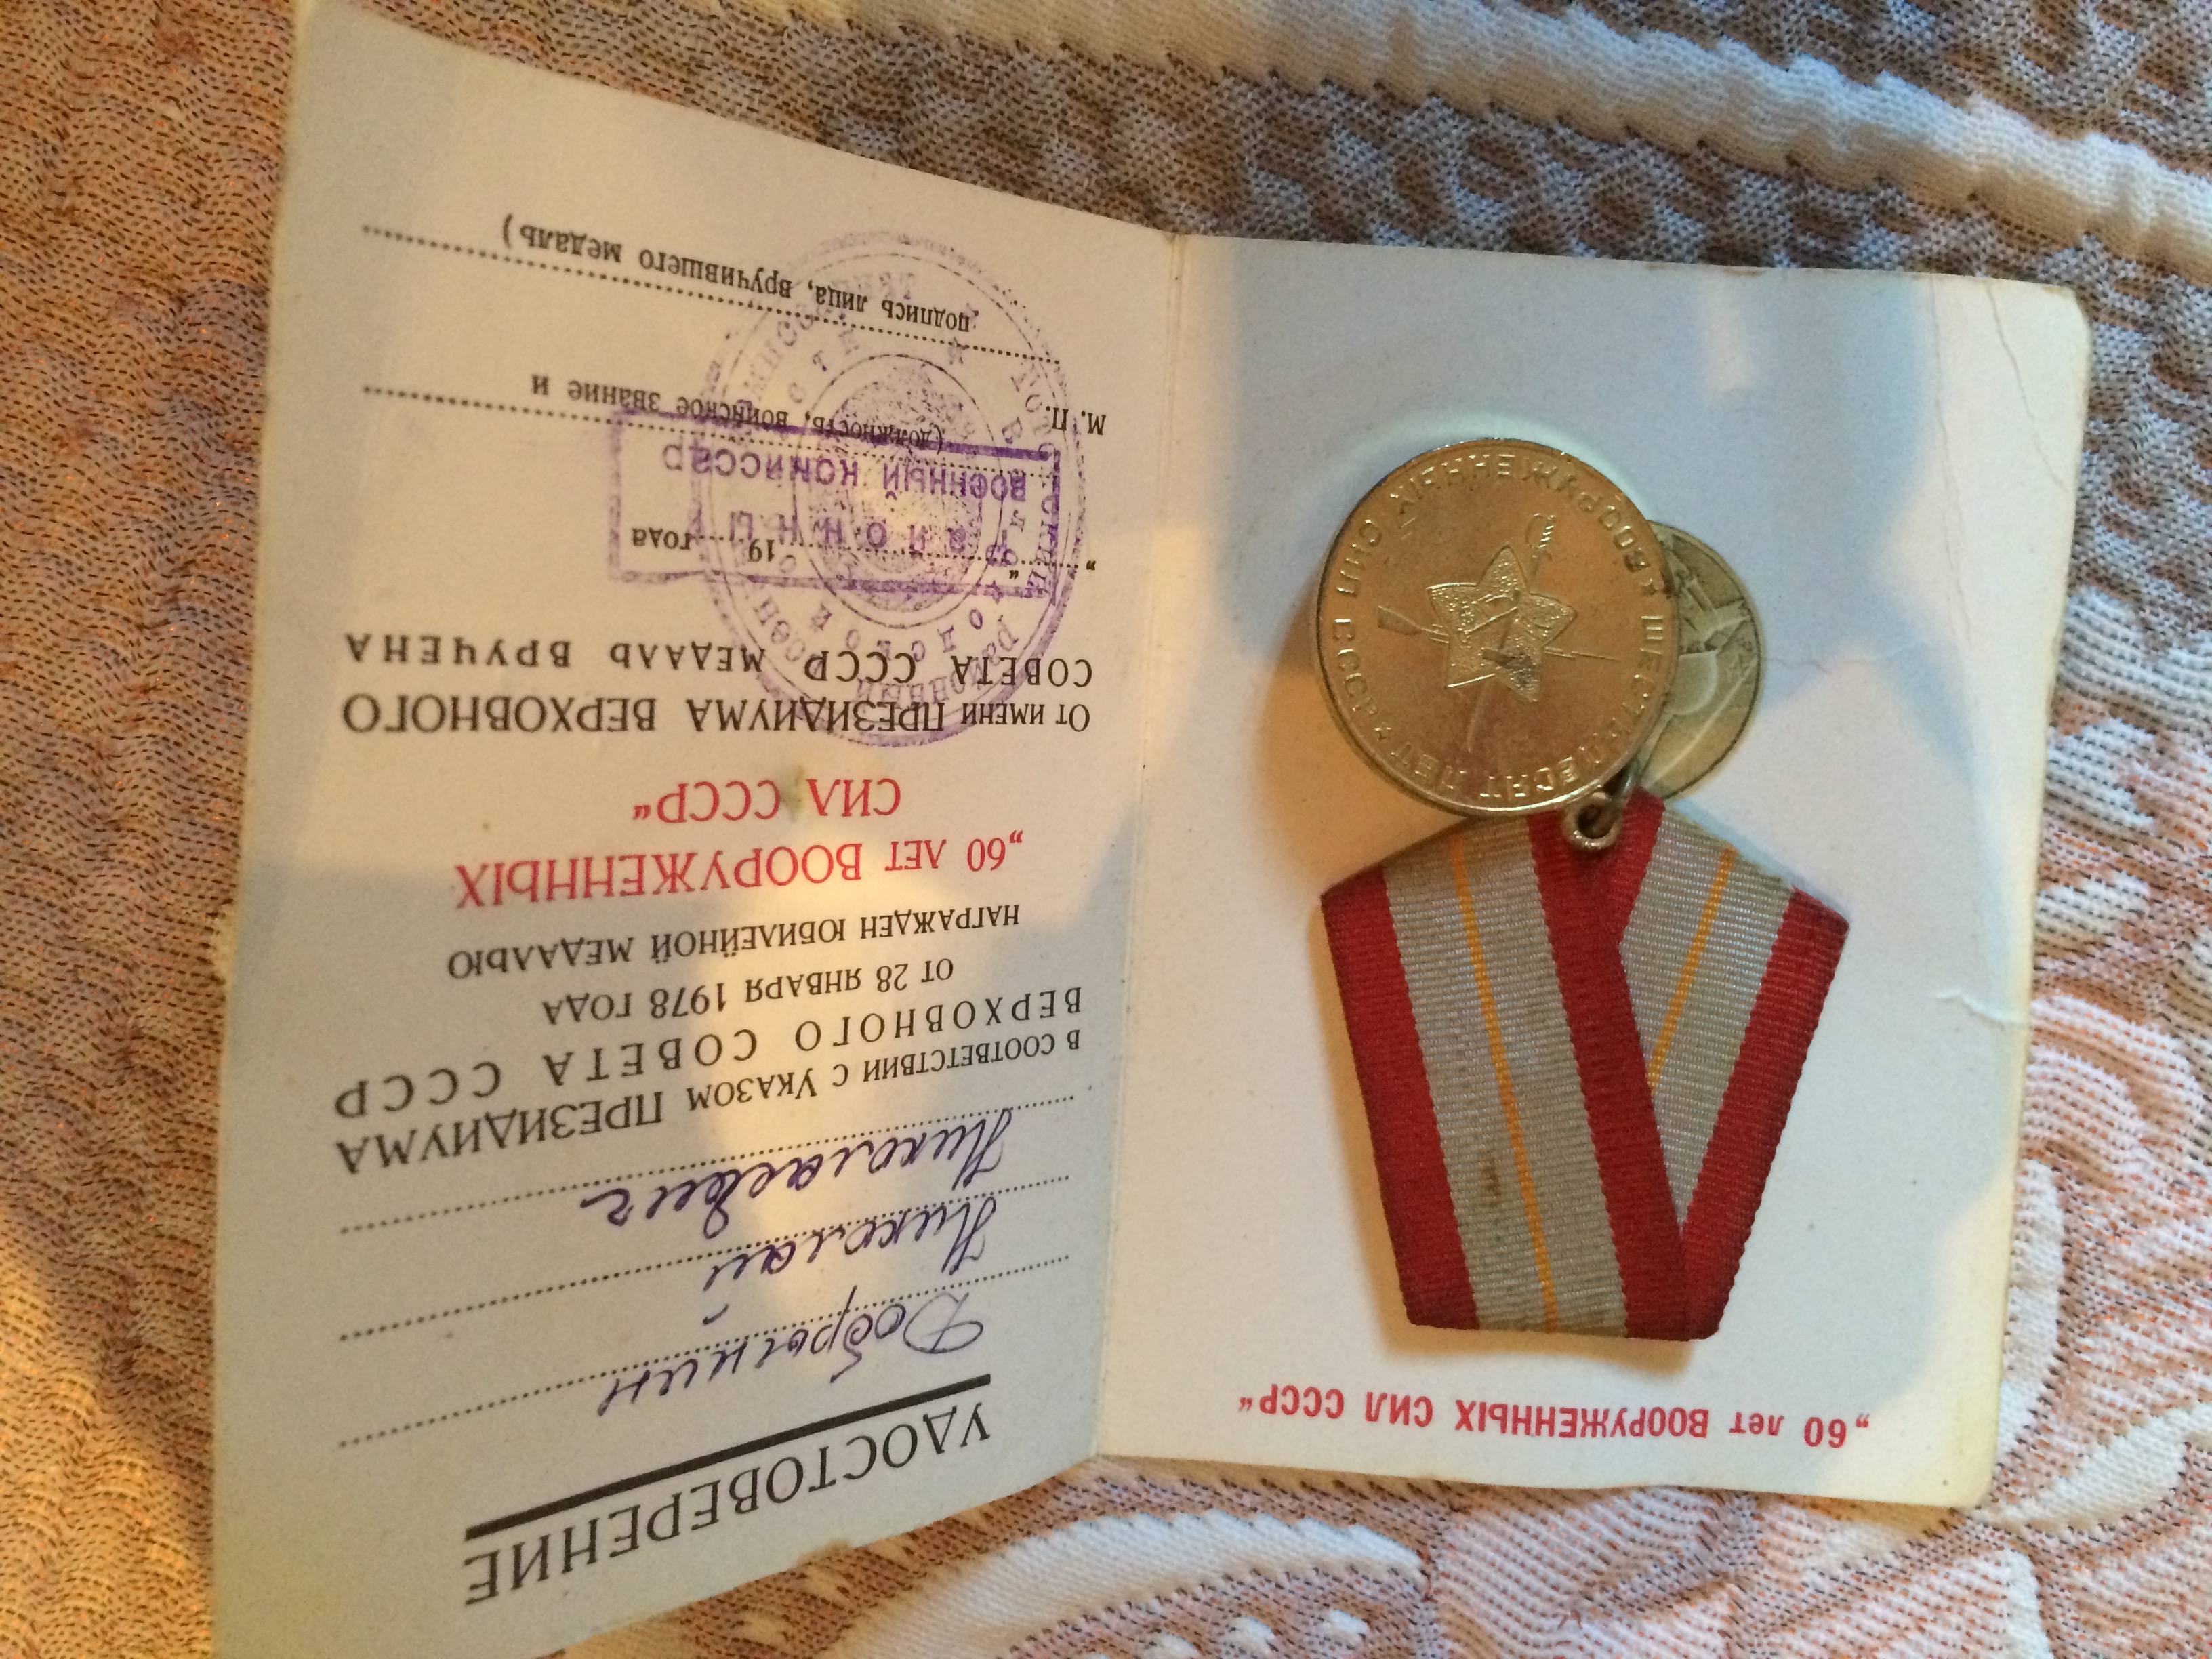 УДОСТОВЕРЕНИЕ
Добрынин
Николай
Николаевич
В СООТВЕТСТВИИ С УКАЗОМ ПРЕЗИДИУМА
ВЕРХОВНОГО СОВЕТА СССР
ОТ 28 ЯНВАРЯ 1978 ГОДА
НАГРАЖДЕН ЮБИЛЕЙНОЙ МЕДАЛЬЮ
„60 ЛЕТ ВООРУЖЕННЫХ
СИЛ СССР“
ОТ ИМЕНИ ПРЕЗИДИУМА ВЕРХОВНОГО
СОВЕТА СССР МЕДАЛЬ ВРУЧЕНА
„ “ 19 года
РАЙОННЫЙ
ВОЕННЫЙ КОМИССАР
М. П.
(должность, воинское звание и
подпись лица, вручившего медаль)
„60 лет ВООРУЖЕННЫХ СИЛ СССР“
ШЕСТЬДЕСЯТ ЛЕТ ВООРУЖЕННЫХ СИЛ СССР